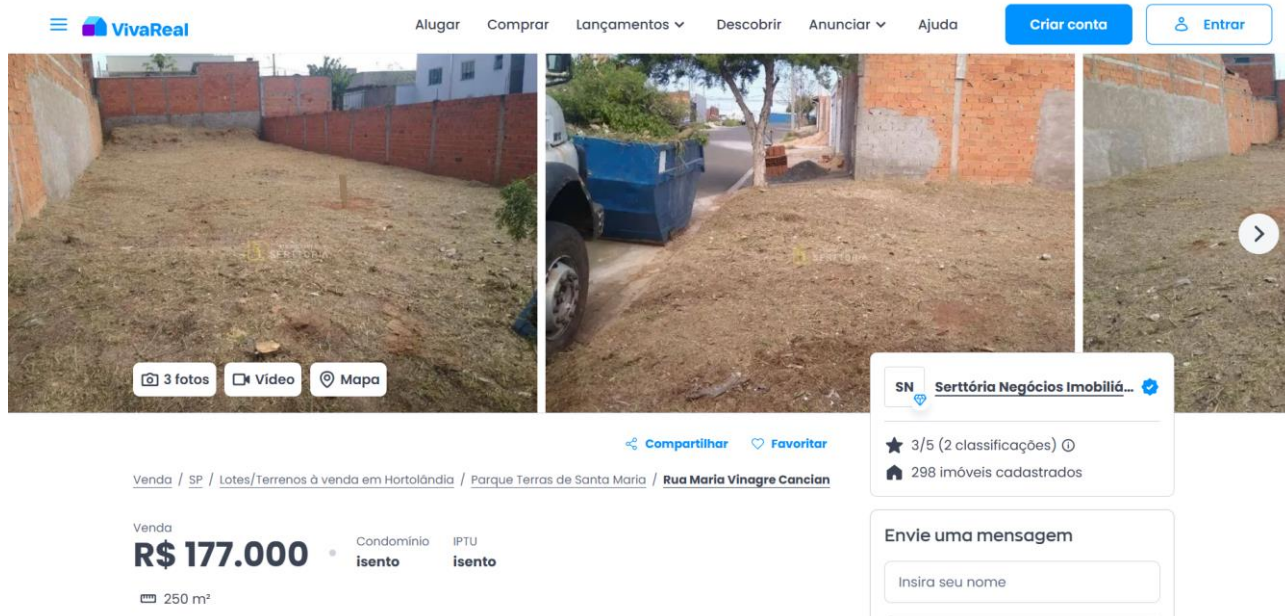 VivaReal
Alugar Comprar Lançamentos Descobrir Anunciar Ajuda Criar conta Entrar
SERTTÓRIA
SERTTÓRIA
3 fotos Vídeo Mapa
SN Serttória Negócios Imobiliá...
3/5 (2 classificações)
298 imóveis cadastrados
Compartilhar Favoritar
Venda / SP / Lotes/Terrenos à venda em Hortolândia / Parque Terras de Santa Maria / Rua Maria Vinagre Cancian
Venda
R$ 177.000
Condomínio IPTU
isento isento
250 m²
Envie uma mensagem
Insira seu nome